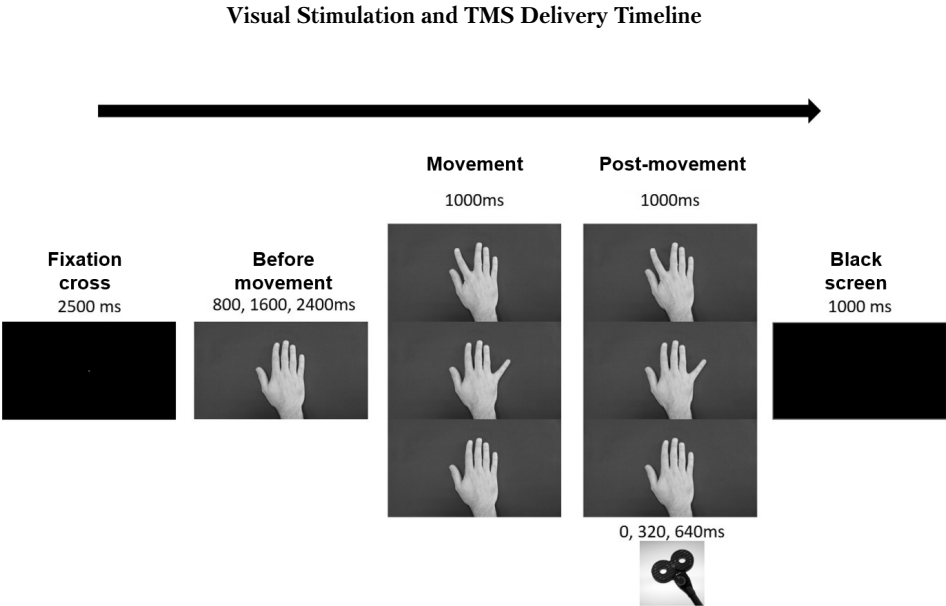 Visual Stimulation and TMS Delivery Timeline
Movement
1000ms
Post-movement
1000ms
Fixation
cross
2500 ms
Before
movement
800, 1600, 2400ms
Black
screen
1000 ms
0, 320, 640ms